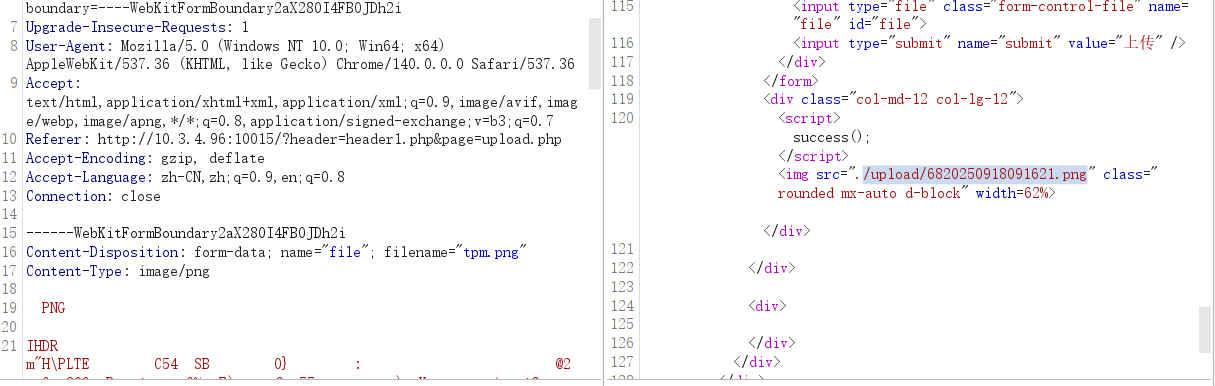 boundary=----WebKitFormBoundary2aX280I4FB0JDh2i
7 Upgrade-Insecure-Requests: 1
8 User-Agent: Mozilla/5.0 (Windows NT 10.0; Win64; x64)
AppleWebKit/537.36 (KHTML, like Gecko) Chrome/140.0.0.0 Safari/537.36
9 Accept:
text/html,application/xhtml+xml,application/xml;q=0.9,image/avif,imag
e/webp,image/apng,*/*;q=0.8,application/signed-exchange;v=b3;q=0.7
10 Referer: http://10.3.4.96:10015/?header=header1.php&page=upload.php
11 Accept-Encoding: gzip, deflate
12 Accept-Language: zh-CN,zh;q=0.9,en;q=0.8
13 Connection: close
14
15 ------WebKitFormBoundary2aX280I4FB0JDh2i
16 Content-Disposition: form-data; name="file"; filename="tpm.png"
17 Content-Type: image/png
18
19 PNG
20
21 IHDR
m"H\PLTE C54 SB 0} : @2
115 <input type="file" class="form-control-file" name=
"file" id="file">
116 <input type="submit" name="submit" value="上传" />
117 </div>
118 </form>
119 <div class="col-md-12 col-lg-12">
120 <script>
success();
</script>
<img src="./upload/6820250918091621.png" class="
rounded mx-auto d-block" width=62%>
</div>
121
122 </div>
123
124 <div>
125
126 </div>
127 </div>